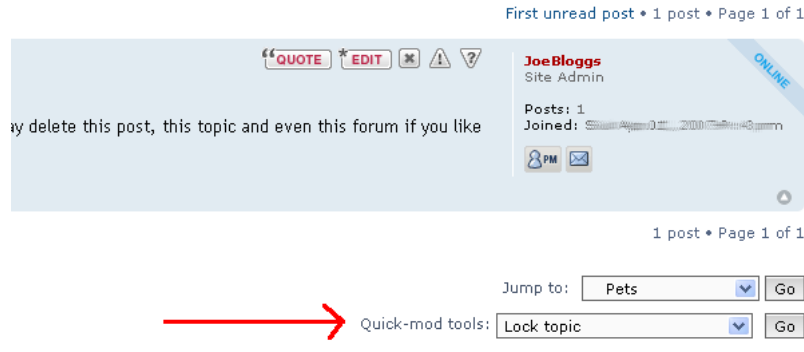 First unread post • 1 post • Page 1 of 1
“QUOTE *EDIT
JoeBloggs
Site Admin
ONLINE
Posts: 1
Joined:
ay delete this post, this topic and even this forum if you like
PM
1 post • Page 1 of 1
Jump to: Pets Go
Quick-mod tools: Lock topic Go